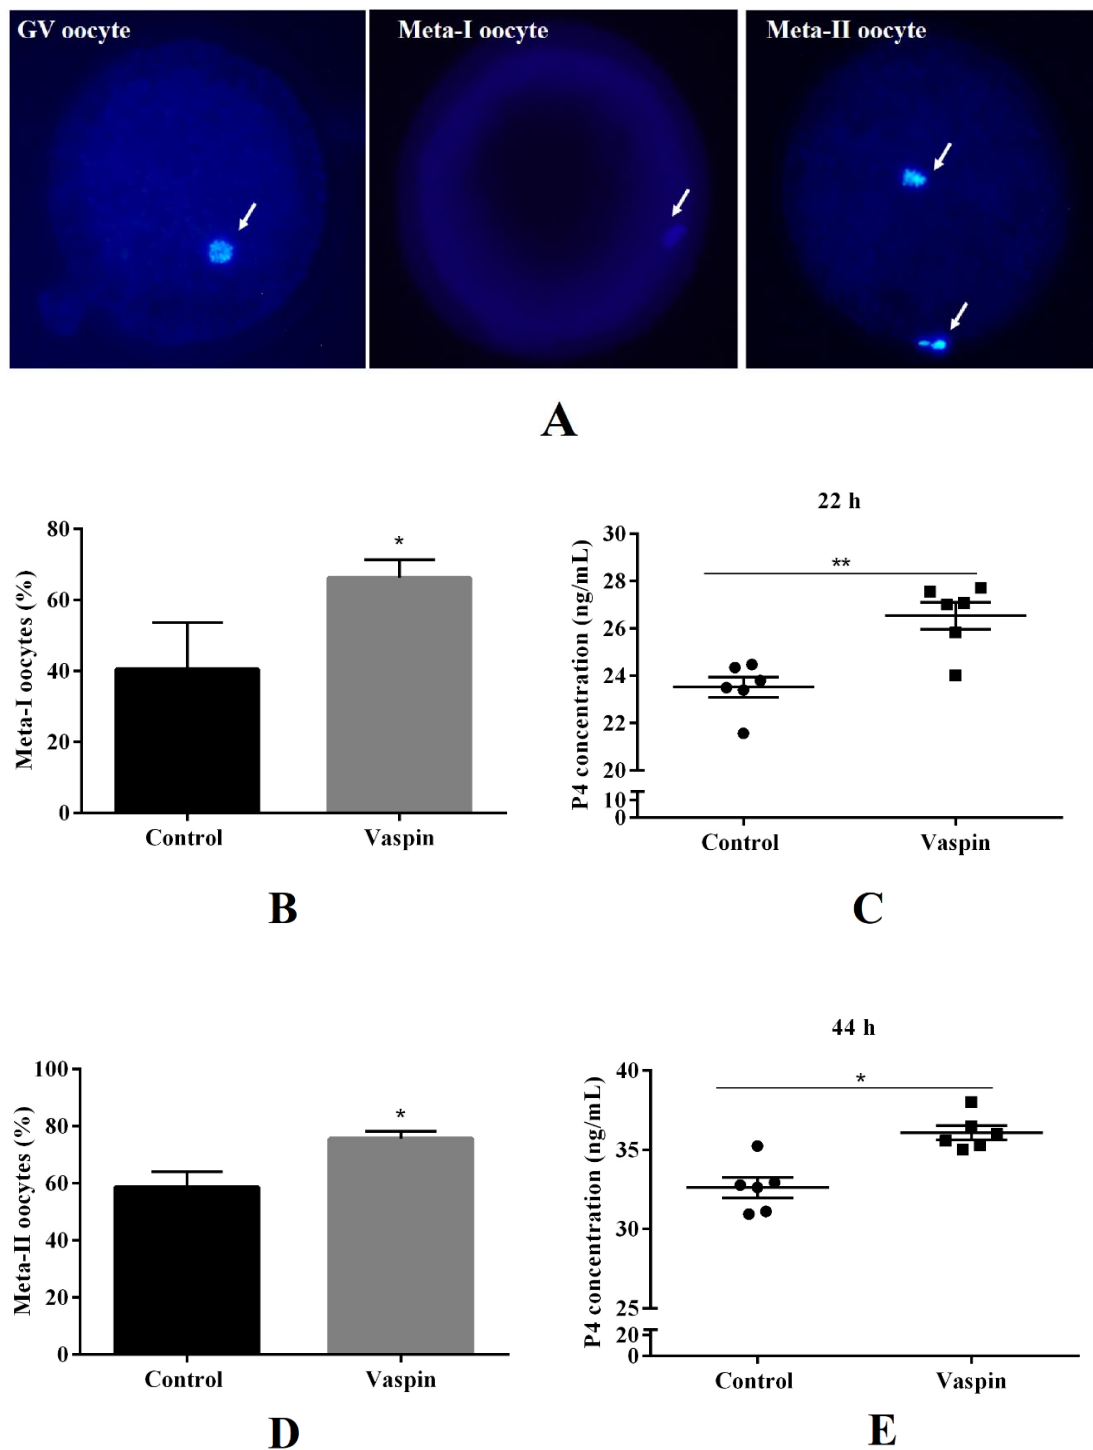 GV oocyte
Meta-I oocyte
Meta-II oocyte
A
80
60
40
20
0
Meta-I oocytes (%)
*
Control
Vaspin
B
22 h
30
28
26
24
22
20
10
0
P4 concentration (ng/mL)
**
Control
Vaspin
C
100
80
60
40
20
0
Meta-II oocytes (%)
*
Control
Vaspin
D
44 h
40
35
30
25
20
0
P4 concentration (ng/mL)
*
Control
Vaspin
E